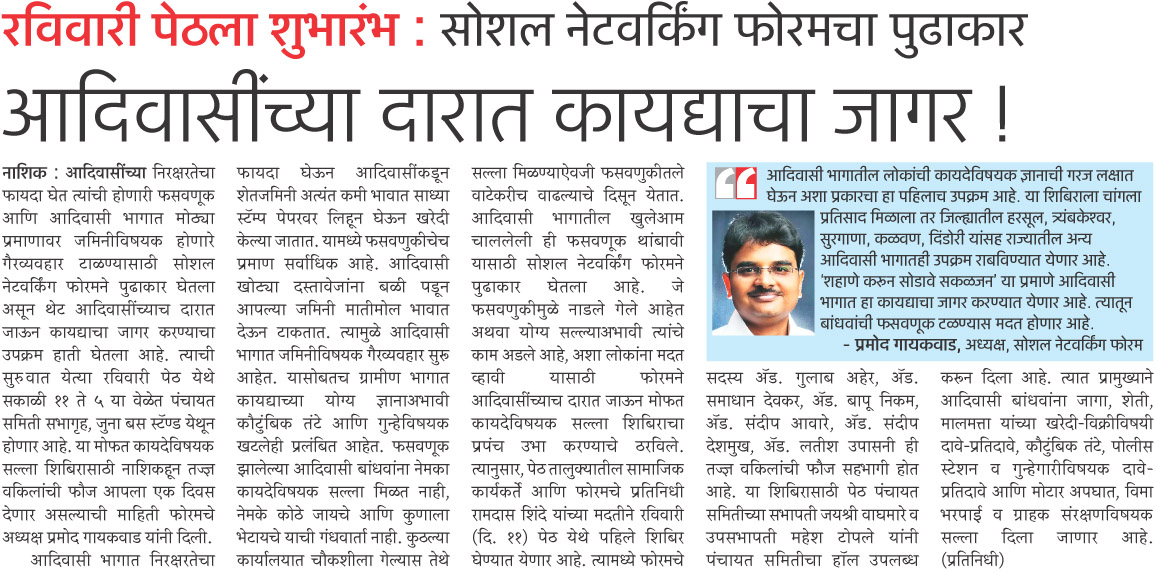 रविवारी पेठला शुभारंभ : सोशल नेटवर्किंग फोरमचा पुढाकार
आदिवासींच्या दारात कायद्याचा जागर !
नाशिक : आदिवासींच्या निरक्षरतेचा
फायदा घेत त्यांची होणारी फसवणूक
आणि आदिवासी भागात मोठ्या
प्रमाणावर जमिनीविषयक होणारे
गैरव्यवहार टाळण्यासाठी सोशल
नेटवर्किंग फोरमने पुढाकार घेतला
असून थेट आदिवासींच्याच दारात
जाऊन कायद्याचा जागर करण्याचा
उपक्रम हाती घेतला आहे. त्याची
सुरुवात येत्या रविवारी पेठ येथे
सकाळी ११ ते ५ या वेळेत पंचायत
समिती सभागृह, जुना बस स्टॅण्ड येथून
होणार आहे. या मोफत कायदेविषयक
सल्ला शिबिरासाठी नाशिकहून तज्ज्ञ
वकिलांची फौज आपला एक दिवस
देणार असल्याची माहिती फोरमचे
अध्यक्ष प्रमोद गायकवाड यांनी दिली.
आदिवासी भागात निरक्षरतेचा
फायदा घेऊन आदिवासींकडून
शेतजमिनी अत्यंत कमी भावात साध्या
स्टॅम्प पेपरवर लिहून घेऊन खरेदी
केल्या जातात. यामध्ये फसवणुकीचेच
प्रमाण सर्वाधिक आहे. आदिवासी
खोट्या दस्तावेजांना बळी पडून
आपल्या जमिनी मातीमोल भावात
देऊन टाकतात. त्यामुळे आदिवासी
भागात जमिनीविषयक गैरव्यवहार सुरू
आहेत. यासोबतच ग्रामीण भागात
कायद्याच्या योग्य ज्ञानाअभावी
कौटुंबिक तंटे आणि गुन्हेविषयक
खटलेही प्रलंबित आहेत. फसवणूक
झालेल्या आदिवासी बांधवांना नेमका
कायदेविषयक सल्ला मिळत नाही,
नेमके कोठे जायचे आणि कुणाला
भेटायचे याची गंधवार्ता नाही. कुठल्या
कार्यालयात चौकशीला गेल्यास तेथे
सल्ला मिळण्याऐवजी फसवणुकीतले
वाटेकरीच वाढल्याचे दिसून येतात.
आदिवासी भागातील खुलेआम
चाललेली ही फसवणूक थांबावी
यासाठी सोशल नेटवर्किंग फोरमने
पुढाकार घेतला आहे. जे
फसवणुकीमुळे नाडले गेले आहेत
अथवा योग्य सल्ल्याअभावी त्यांचे
काम अडले आहे, अशा लोकांना मदत
व्हावी यासाठी फोरमने
आदिवासींच्याच दारात जाऊन मोफत
कायदेविषयक सल्ला शिबिराचा
प्रपंच उभा करण्याचे ठरविले.
त्यानुसार, पेठ तालुक्यातील सामाजिक
कार्यकर्ते आणि फोरमचे प्रतिनिधी
रामदास शिंदे यांच्या मदतीने रविवारी
(दि. ११) पेठ येथे पहिले शिबिर
घेण्यात येणार आहे. त्यामध्ये फोरमचे
आदिवासी भागातील लोकांची कायदेविषयक ज्ञानाची गरज लक्षात
घेऊन अशा प्रकारचा हा पहिलाच उपक्रम आहे. या शिबिराला चांगला
प्रतिसाद मिळाला तर जिल्ह्यातील हरसूल, त्र्यंबकेश्वर,
सुरगाणा, कळवण, दिंडोरी यांसह राज्यातील अन्य
आदिवासी भागातही उपक्रम राबविण्यात येणार आहे.
'शहाणे करून सोडावे सकळजन' या प्रमाणे आदिवासी
भागात हा कायद्याचा जागर करण्यात येणार आहे. त्यातून
बांधवांची फसवणूक टळण्यास मदत होणार आहे.
- प्रमोद गायकवाड, अध्यक्ष, सोशल नेटवर्किंग फोरम
सदस्य अ‍ॅड. गुलाब अहेर, अ‍ॅड.
समाधान देवकर, अ‍ॅड. बापू निकम,
अ‍ॅड. संदीप आवारे, अ‍ॅड. संदीप
देशमुख, अ‍ॅड. लतीश उपासनी ही
तज्ज्ञ वकिलांची फौज सहभागी होत
आहे. या शिबिरासाठी पेठ पंचायत
समितीच्या सभापती जयश्री वाघमारे व
उपसभापती महेश टोपले यांनी
पंचायत समितीचा हॉल उपलब्ध
करून दिला आहे. त्यात प्रामुख्याने
आदिवासी बांधवांना जागा, शेती,
मालमत्ता यांच्या खरेदी-विक्रीविषयी
दावे-प्रतिदावे, कौटुंबिक तंटे, पोलीस
स्टेशन व गुन्हेगारीविषयक दावे-
प्रतिदावे आणि मोटार अपघात, विमा
भरपाई व ग्राहक संरक्षणविषयक
सल्ला दिला जाणार आहे.
(प्रतिनिधी)